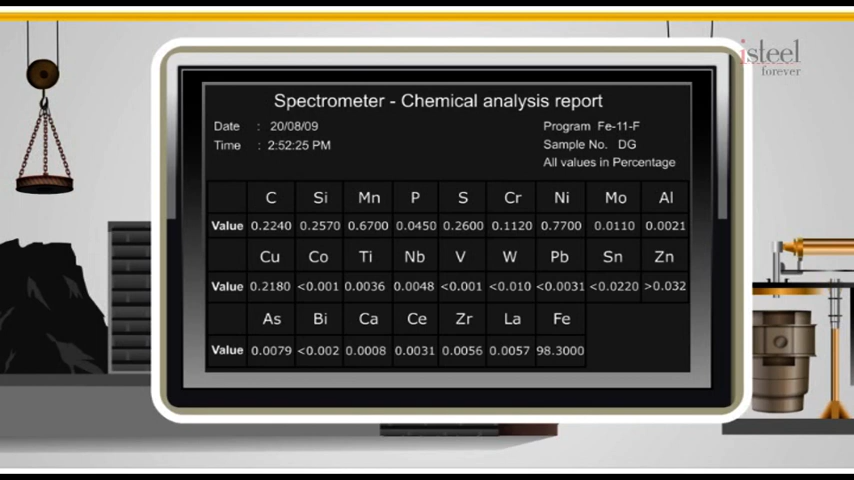 isteel
forever
Spectrometer - Chemical analysis report
Date : 20/08/09
Program Fe-11-F
Time : 2:52:25 PM
Sample No. DG
All values in Percentage
C Si Mn P S Cr Ni Mo Al
Value 0.2240 0.2570 0.6700 0.0450 0.2600 0.1120 0.7700 0.0110 0.0021
Cu Co Ti Nb V W Pb Sn Zn
Value 0.2180 <0.001 0.0036 0.0048 <0.001 <0.010 <0.0031 <0.0220 >0.032
As Bi Ca Ce Zr La Fe
Value 0.0079 <0.002 0.0008 0.0031 0.0056 0.0057 98.3000